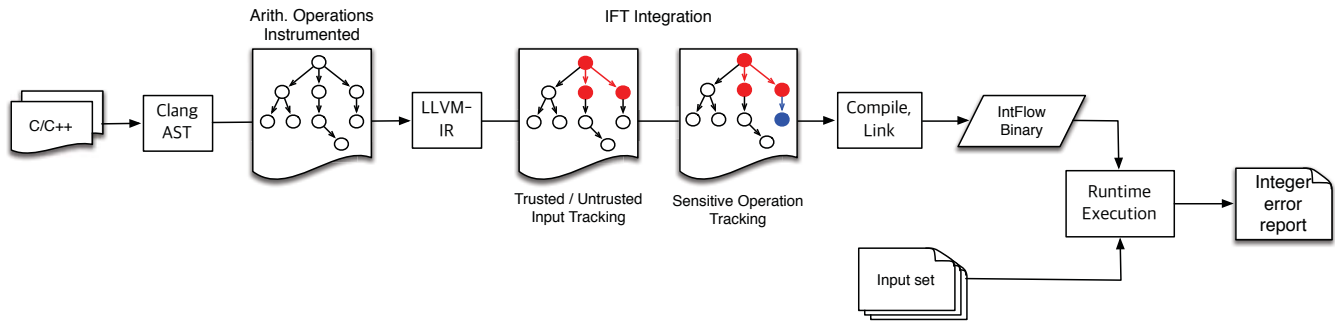 Arith. Operations
Instrumented
IFT Integration
C/C++
Clang
AST
LLVM-
IR
Compile,
Link
IntFlow
Binary
Trusted / Untrusted
Input Tracking
Sensitive Operation
Tracking
Runtime
Execution
Integer
error
report
Input set